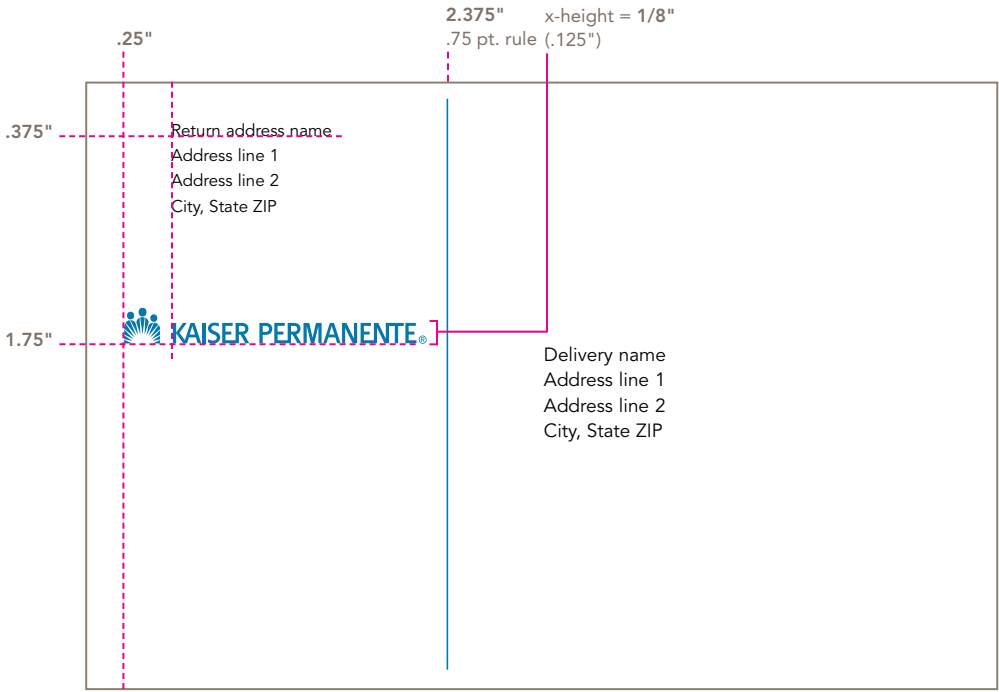 2.375" x-height = 1/8"
.25" .75 pt. rule (.125")
.375" Return address name
Address line 1
Address line 2
City, State ZIP
1.75" KAISER PERMANENTE®
Delivery name
Address line 1
Address line 2
City, State ZIP